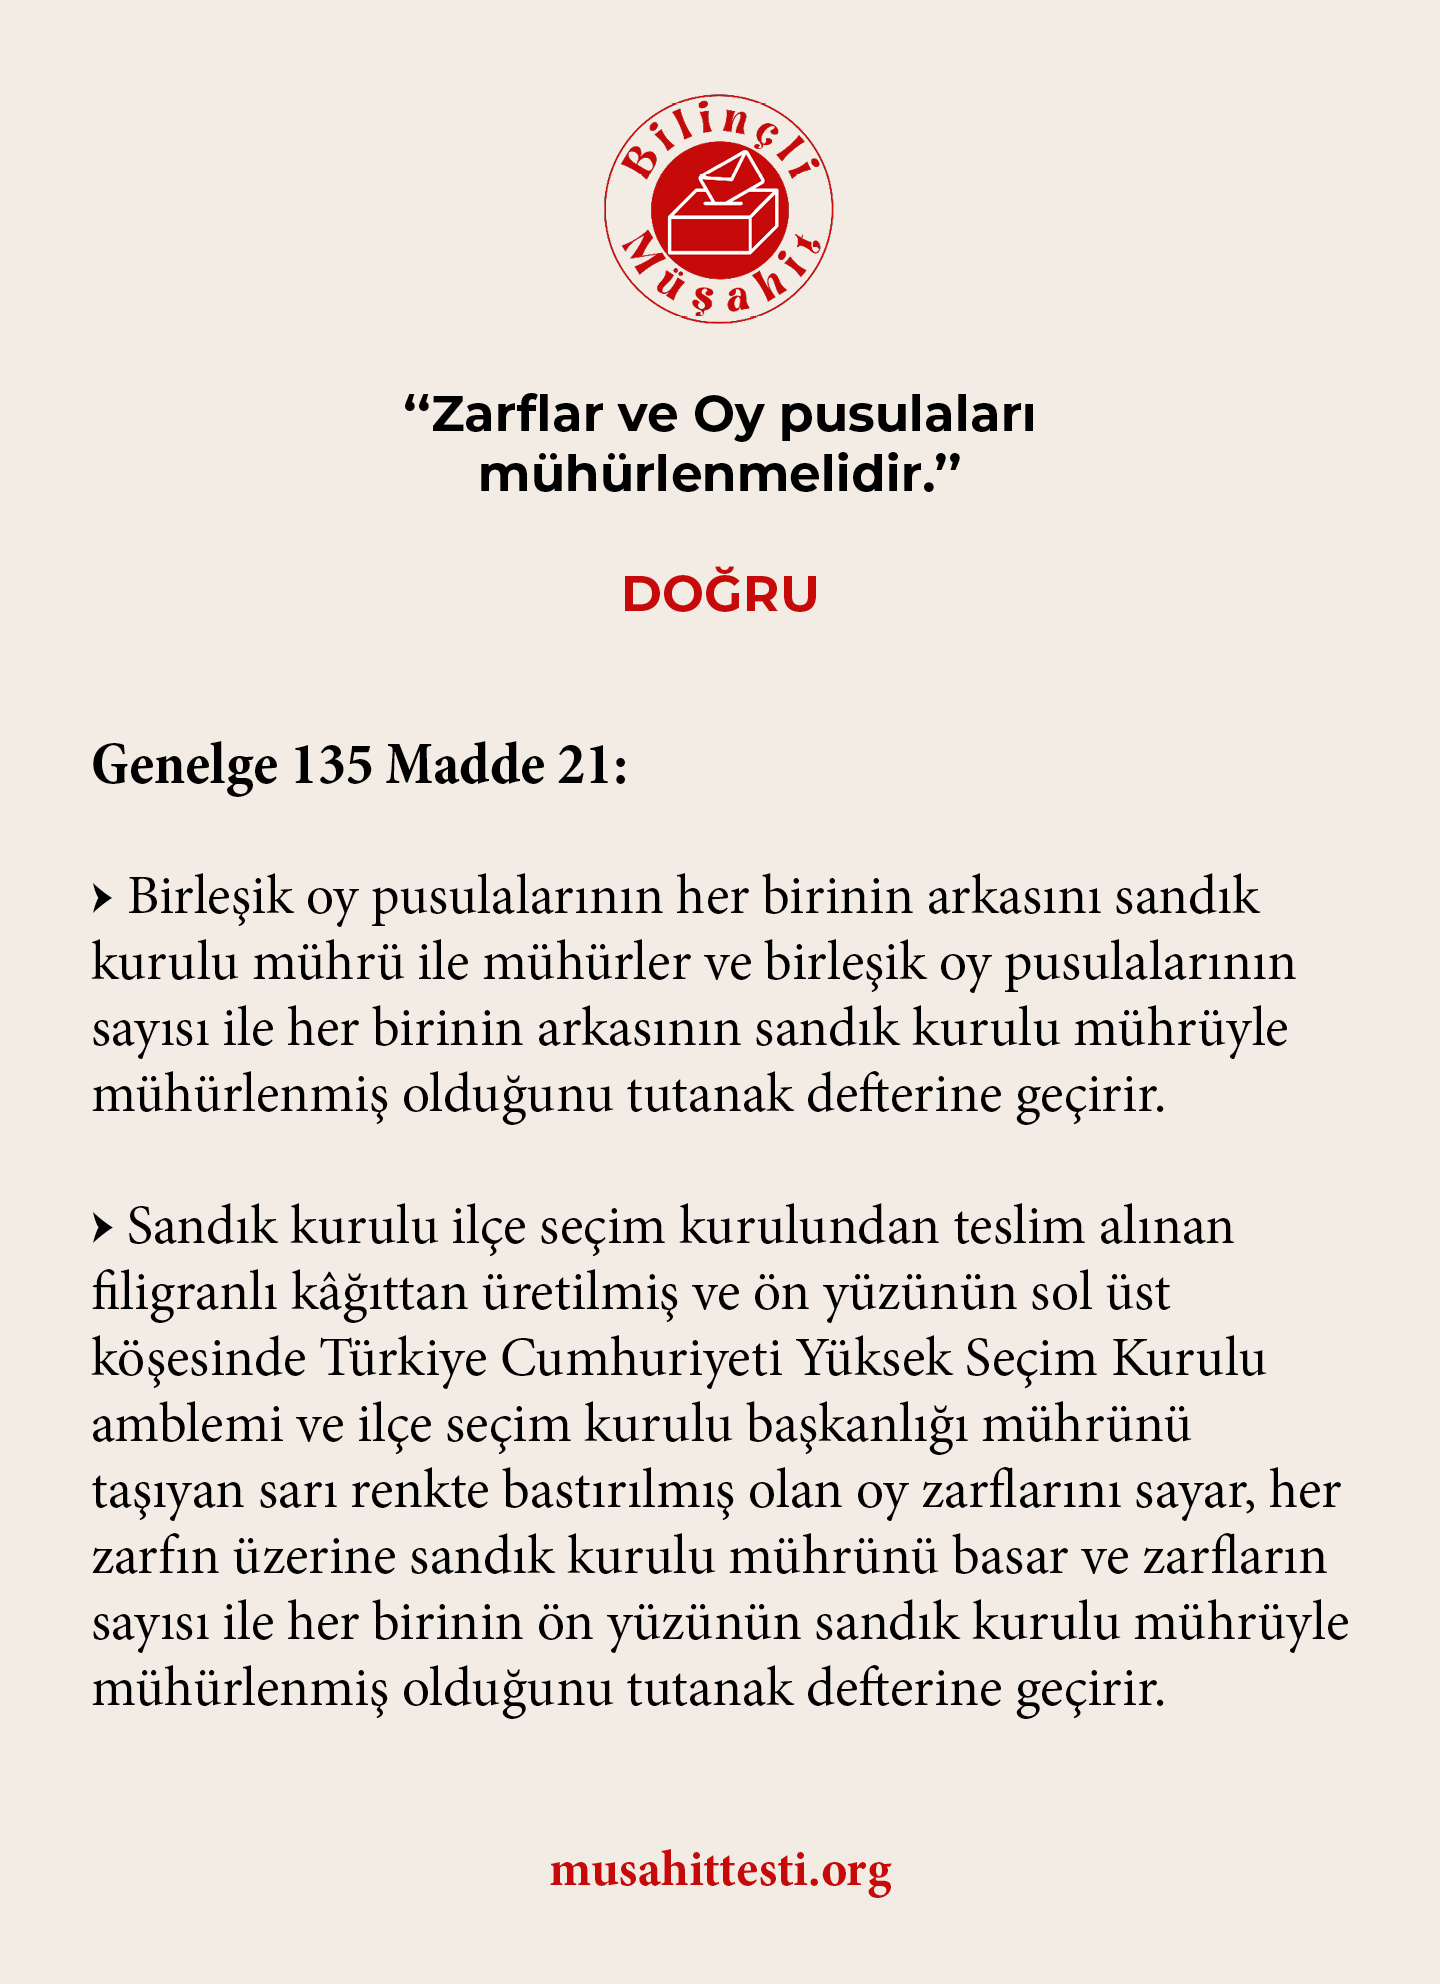 Bilinçli
Müşahit
“Zarflar ve Oy pusulaları
mühürlenmelidir.”
DOĞRU
Genelge 135 Madde 21:
➤ Birleşik oy pusulalarının her birinin arkasını sandık
kurulu mührü ile mühürler ve birleşik oy pusulalarının
sayısı ile her birinin arkasının sandık kurulu mührüyle
mühürlenmiş olduğunu tutanak defterine geçirir.
➤ Sandık kurulu ilçe seçim kurulundan teslim alınan
filigranlı kâğıttan üretilmiş ve ön yüzünün sol üst
köşesinde Türkiye Cumhuriyeti Yüksek Seçim Kurulu
amblemi ve ilçe seçim kurulu başkanlığı mührünü
taşıyan sarı renkte bastırılmış olan oy zarflarını sayar, her
zarfın üzerine sandık kurulu mührünü basar ve zarfların
sayısı ile her birinin ön yüzünün sandık kurulu mührüyle
mühürlenmiş olduğunu tutanak defterine geçirir.
musahittesti.org